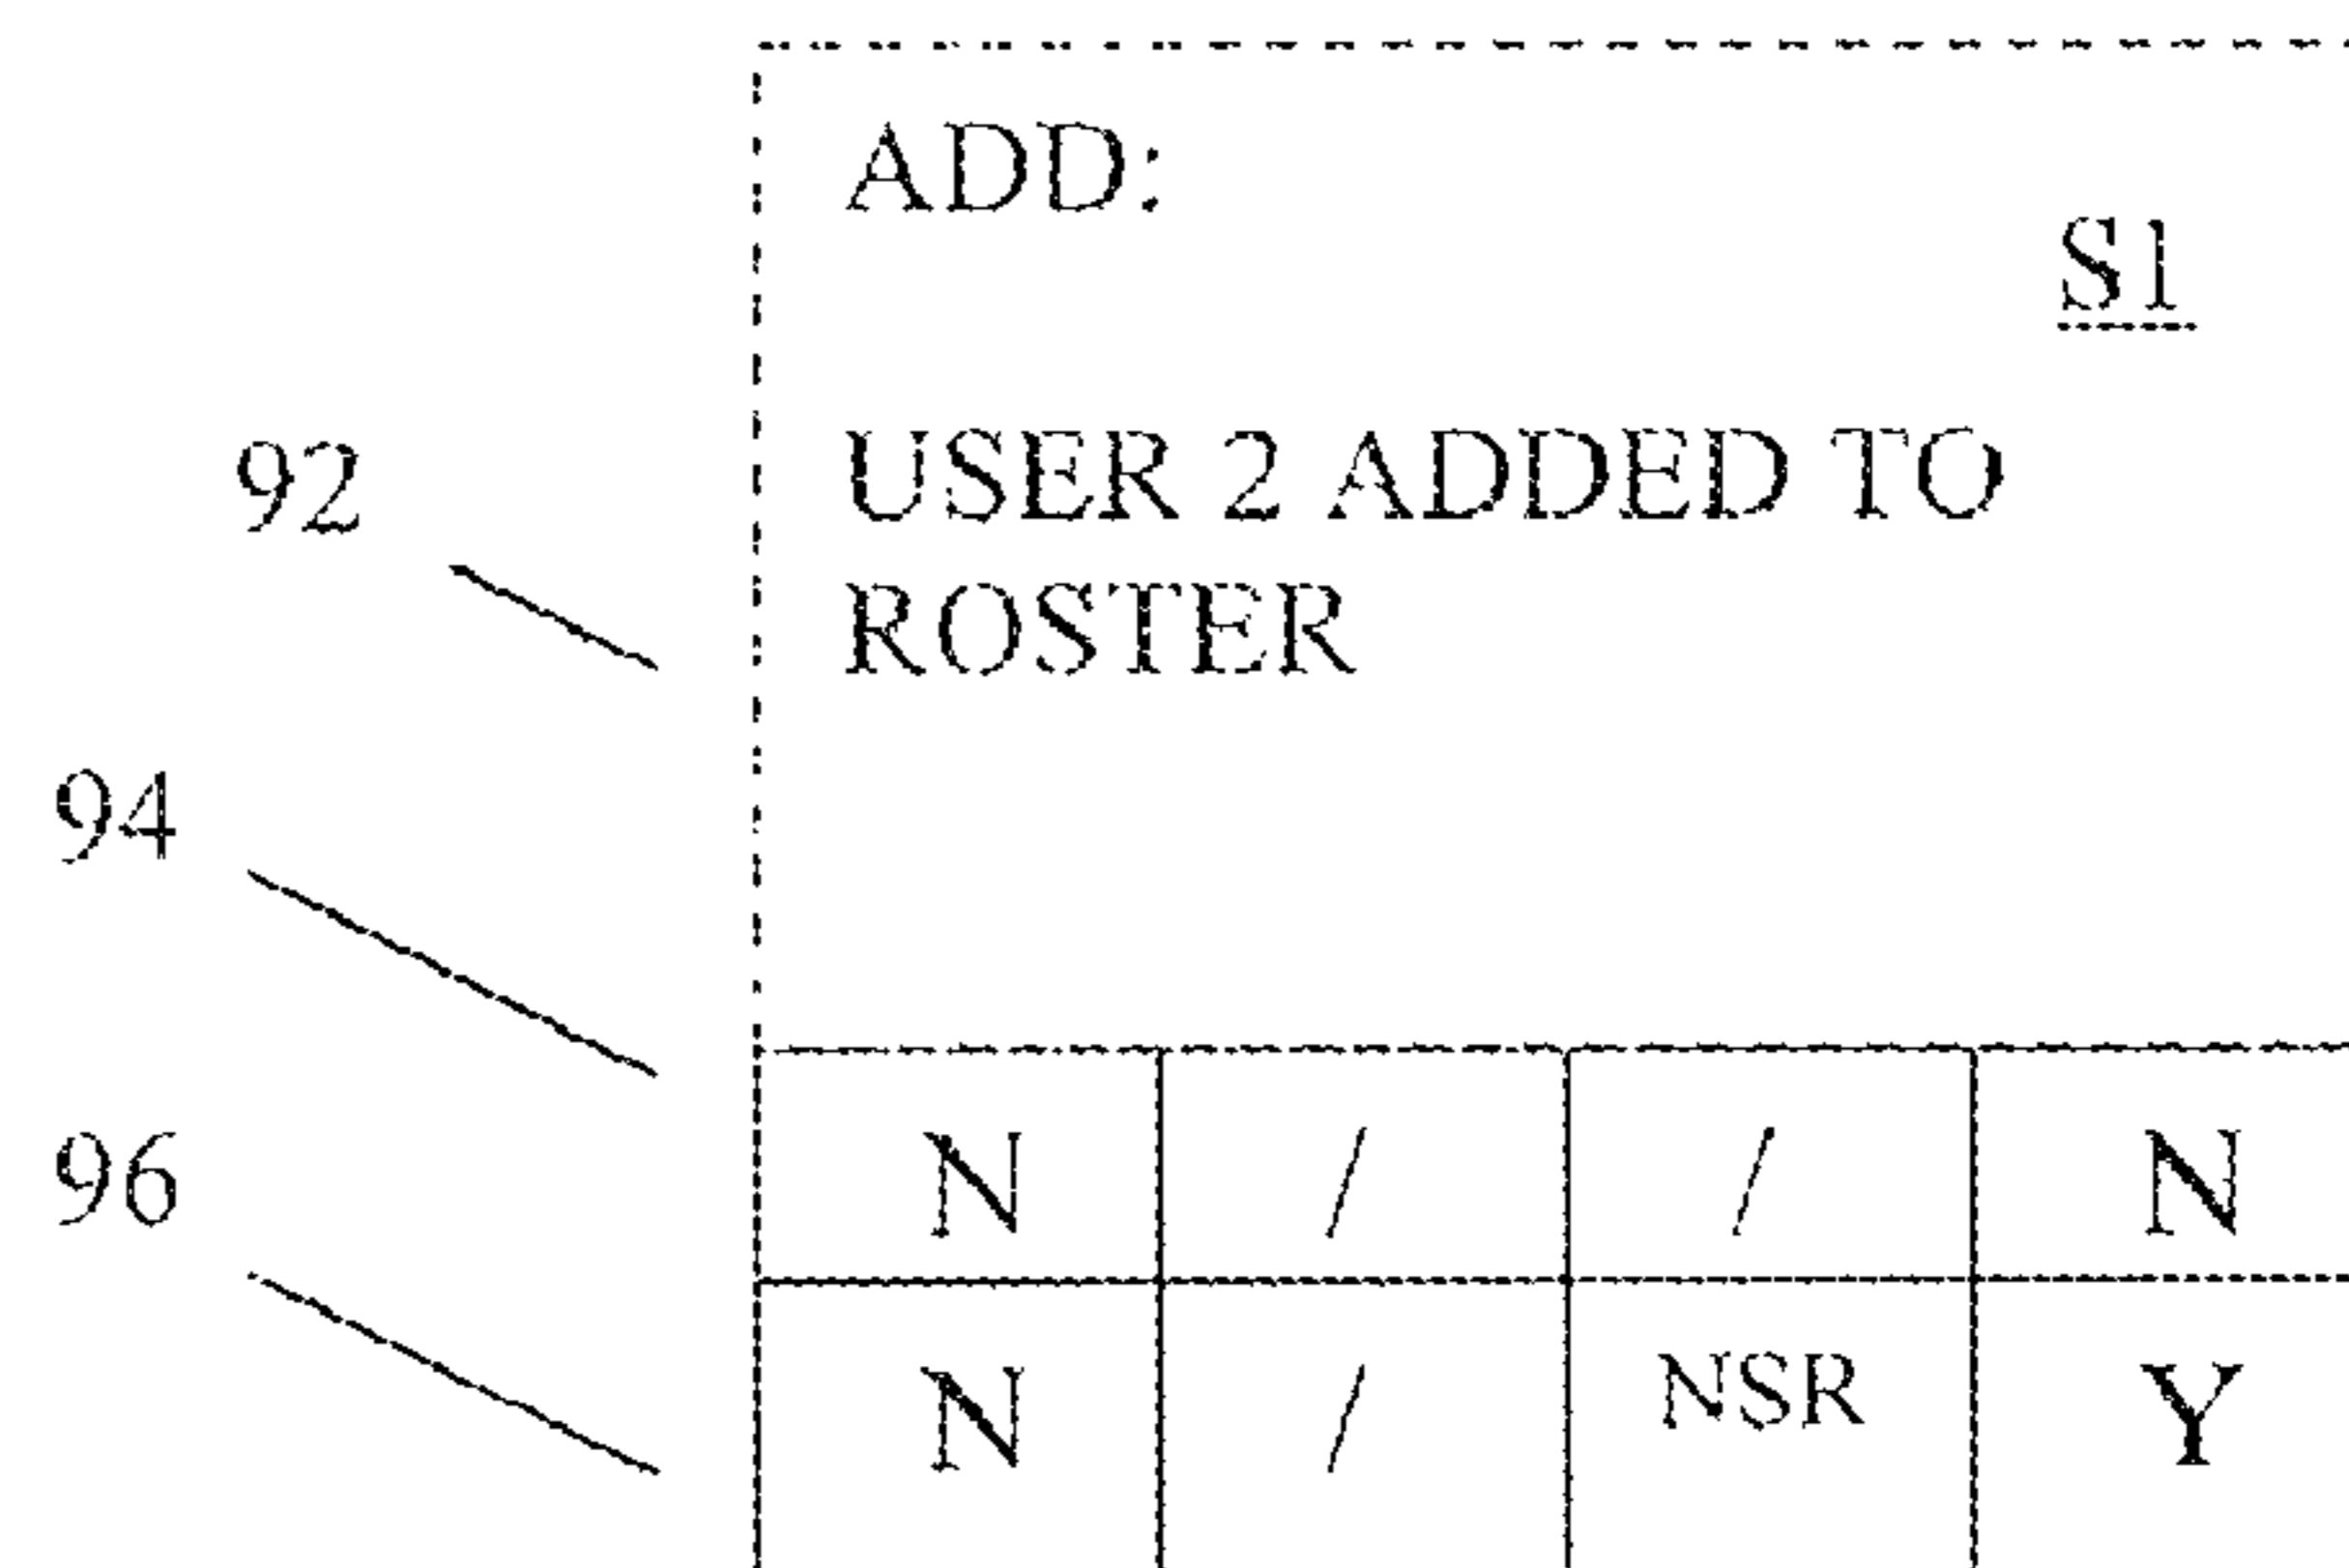 ADD:
S1
92
USER 2 ADDED TO
ROSTER
94
96
N / / N
N / NSR Y